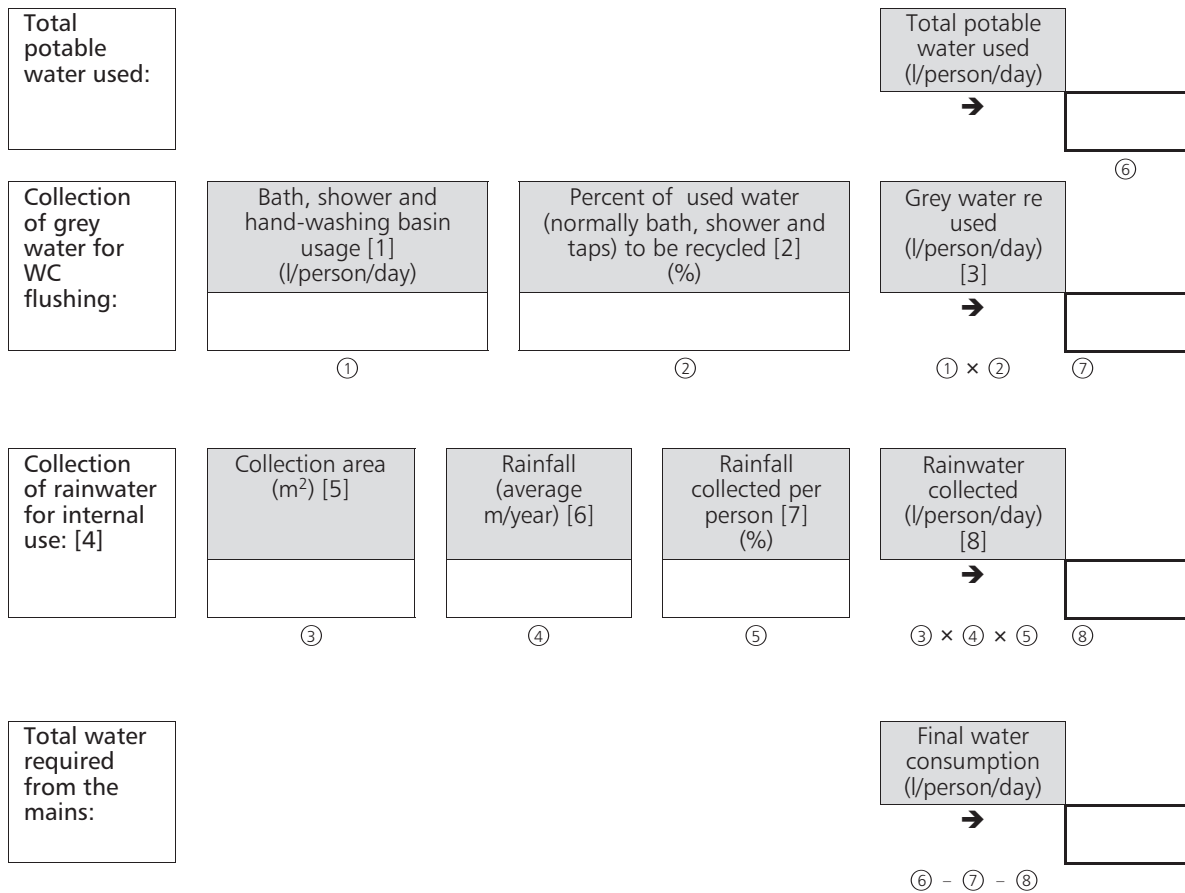 Total
potable
water used:
Total potable
water used
(l/person/day)
➔
⑥
Collection
of grey
water for
WC
flushing:
Bath, shower and
hand-washing basin
usage [1]
(l/person/day)
①
Percent of used water
(normally bath, shower and
taps) to be recycled [2]
(%)
②
Grey water re
used
(l/person/day)
[3]
➔
① × ②
⑦
Collection
of rainwater
for internal
use: [4]
Collection area
(m²) [5]
③
Rainfall
(average
m/year) [6]
④
Rainfall
collected per
person [7]
(%)
⑤
Rainwater
collected
(l/person/day)
[8]
➔
③ × ④ × ⑤
⑧
Total water
required
from the
mains:
Final water
consumption
(l/person/day)
➔
⑥ – ⑦ – ⑧